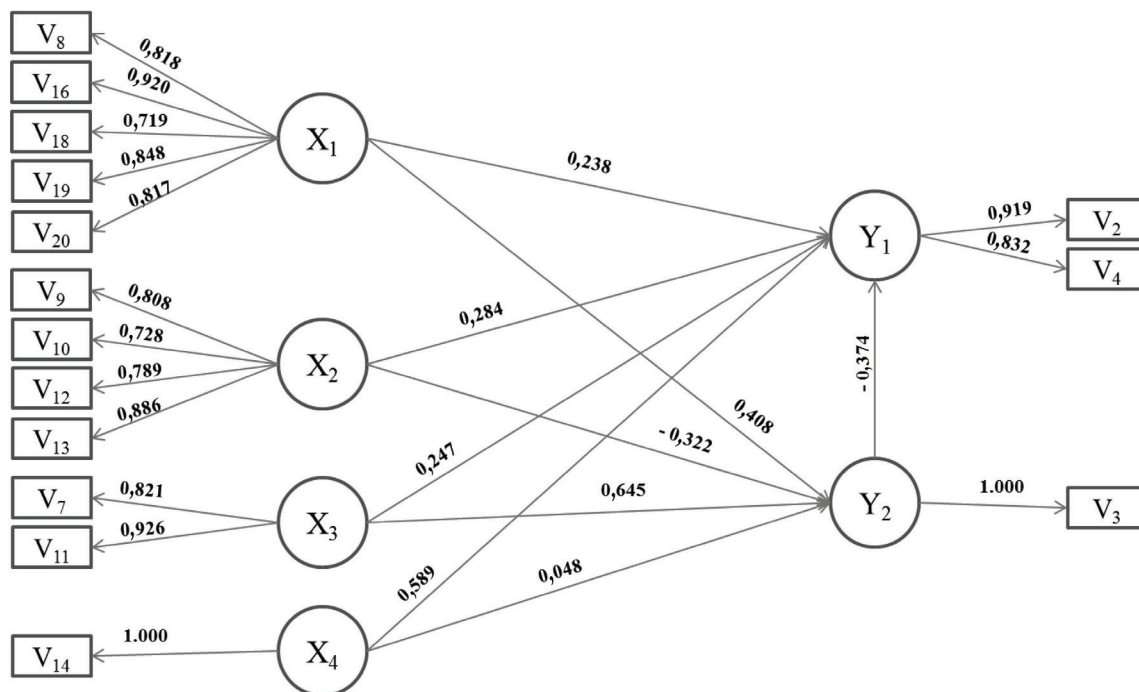 V8
0,818
V16
0,920
V18
0,719
V19
0,848
V20
0,817
X1
0,238
0,408
V9
0,808
V10
0,728
V12
0,789
V13
0,886
X2
0,284
- 0,322
V7
0,821
V11
0,926
X3
0,247
0,645
V14
1.000
X4
0,589
0,048
Y1
0,919
V2
0,832
V4
- 0,374
Y2
1.000
V3